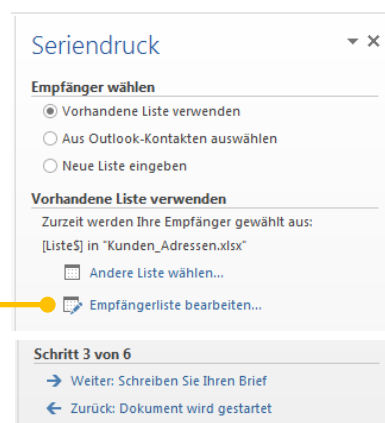 Seriendruck
Empfänger wählen
Vorhandene Liste verwenden
Aus Outlook-Kontakten auswählen
Neue Liste eingeben
Vorhandene Liste verwenden
Zurzeit werden Ihre Empfänger gewählt aus:
[Liste$] in "Kunden_Adressen.xlsx"
Andere Liste wählen...
Empfängerliste bearbeiten...
Schritt 3 von 6
Weiter: Schreiben Sie Ihren Brief
Zurück: Dokument wird gestartet